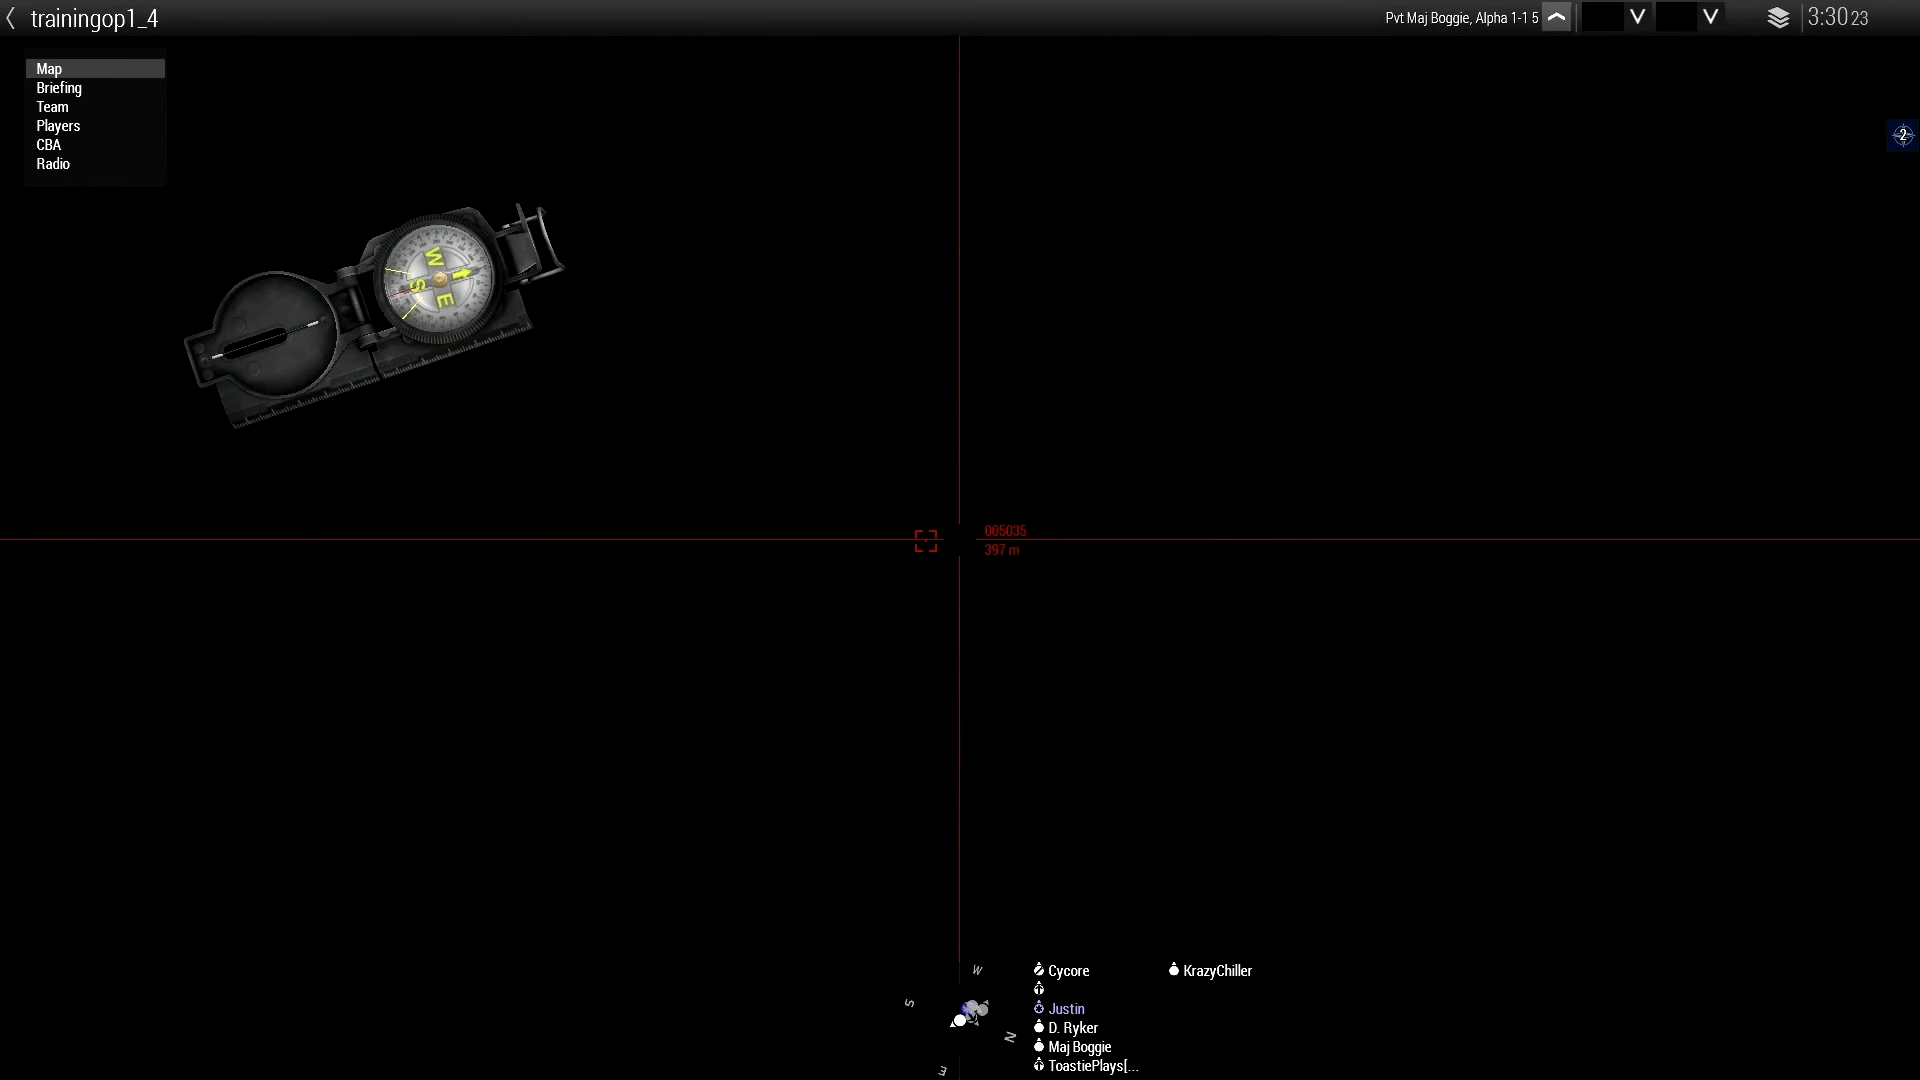 trainingop1_4
Pvt Maj Boggie, Alpha 1-1 5
3:30 23
Map
Briefing
Team
Players
CBA
Radio
2
W
S
E
005035
397 m
W
S
N
E
Cycore
KrazyChiller
Justin
D. Ryker
Maj Boggie
ToastiePlays[...